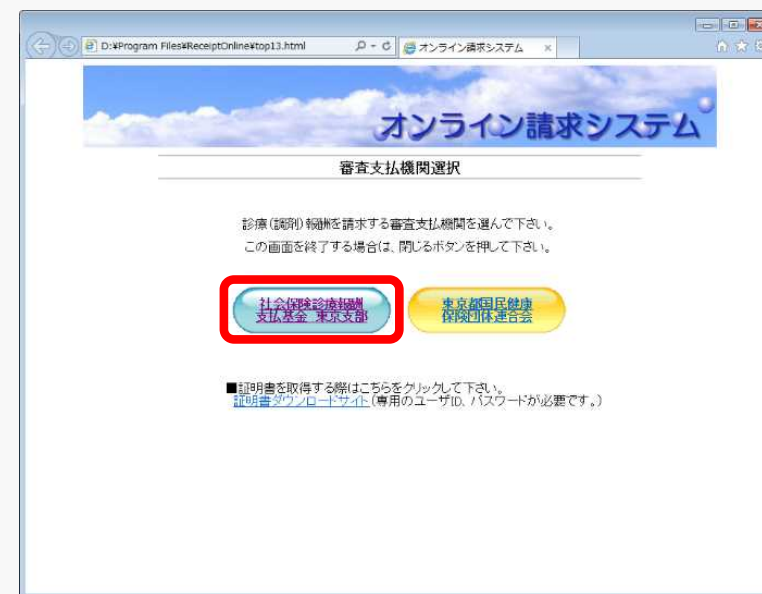 D:¥Program Files¥ReceiptOnline¥top13.html
オンライン請求システム
オンライン請求システム
審査支払機関選択
診療(調剤)報酬を請求する審査支払機関を選んで下さい。
この画面を終了する場合は、閉じるボタンを押して下さい。
社会保険診療報酬
支払基金 東京支部
東京都国民健康
保険団体連合会
■証明書を取得する際はこちらをクリックして下さい。
証明書ダウンロードサイト(専用のユーザID、パスワードが必要です。)